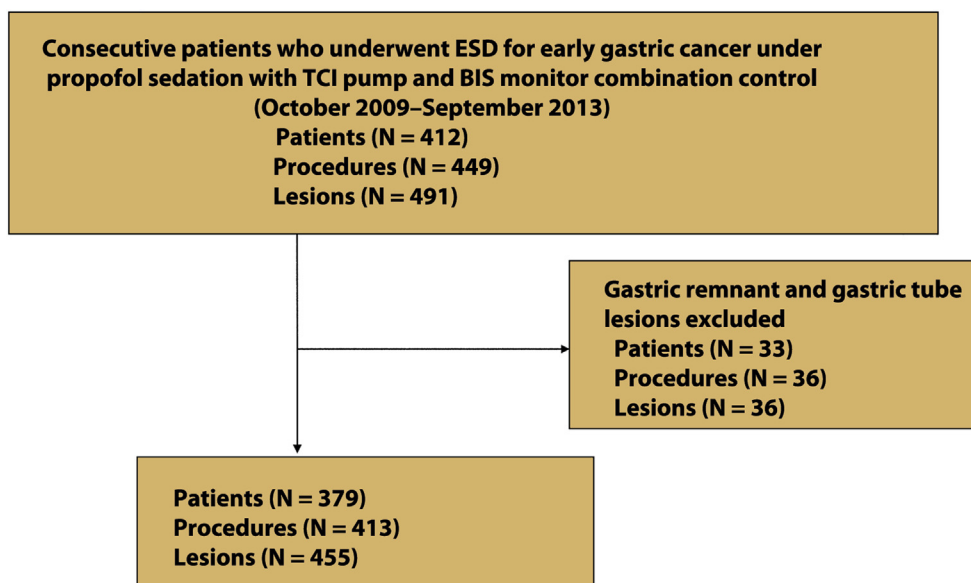 Consecutive patients who underwent ESD for early gastric cancer under
propofol sedation with TCI pump and BIS monitor combination control
(October 2009–September 2013)
Patients (N = 412)
Procedures (N = 449)
Lesions (N = 491)
Gastric remnant and gastric tube
lesions excluded
Patients (N = 33)
Procedures (N = 36)
Lesions (N = 36)
Patients (N = 379)
Procedures (N = 413)
Lesions (N = 455)